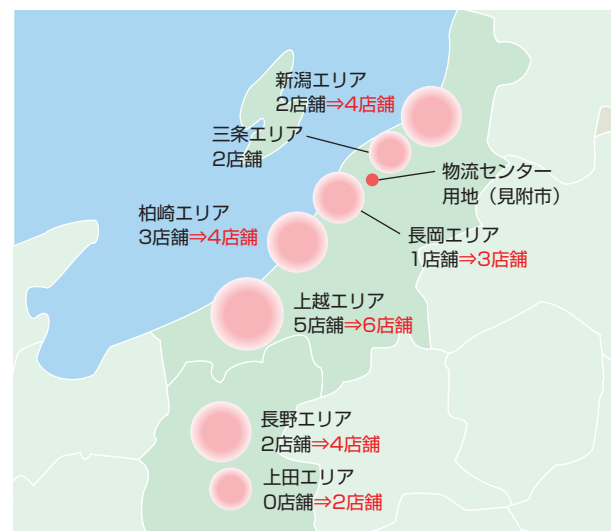 新潟エリア
2店舗⇒4店舗
三条エリア
2店舗
物流センター
用地（見附市）
柏崎エリア
3店舗⇒4店舗
長岡エリア
1店舗⇒3店舗
上越エリア
5店舗⇒6店舗
長野エリア
2店舗⇒4店舗
上田エリア
0店舗⇒2店舗